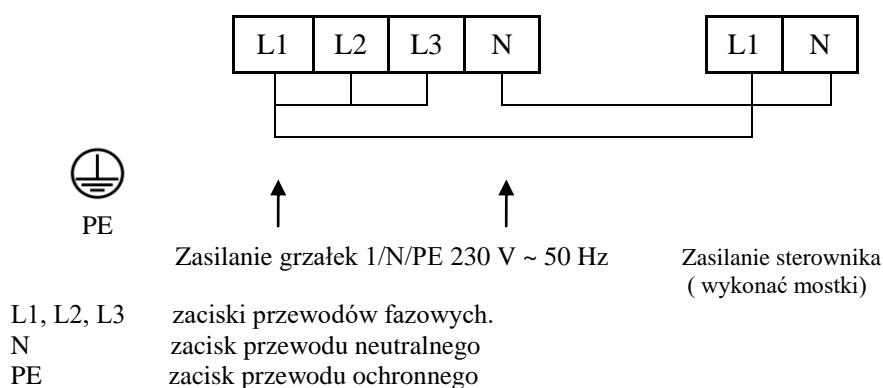 L1 L2 L3 N L1 N
PE
Zasilanie grzałek 1/N/PE 230 V ~ 50 Hz Zasilanie sterownika
( wykonać mostki)
L1, L2, L3 zaciski przewodów fazowych.
N zacisk przewodu neutralnego
PE zacisk przewodu ochronnego